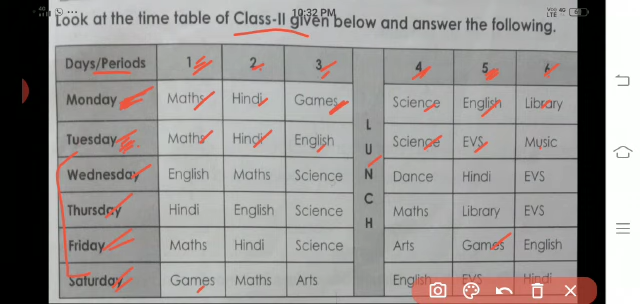 10:32 PM
Look at the time table of Class-II given below and answer the following.
Days/Periods 1 2 3 4 5 6
Monday Maths Hindi Games Science English Library
Tuesday Maths Hindi English Science EVS Music
Wednesday English Maths Science Dance Hindi EVS
Thursday Hindi English Science Maths Library EVS
Friday Maths Hindi Science Arts Games English
Saturday Games Maths Arts English EVS Hindi
LUNCH